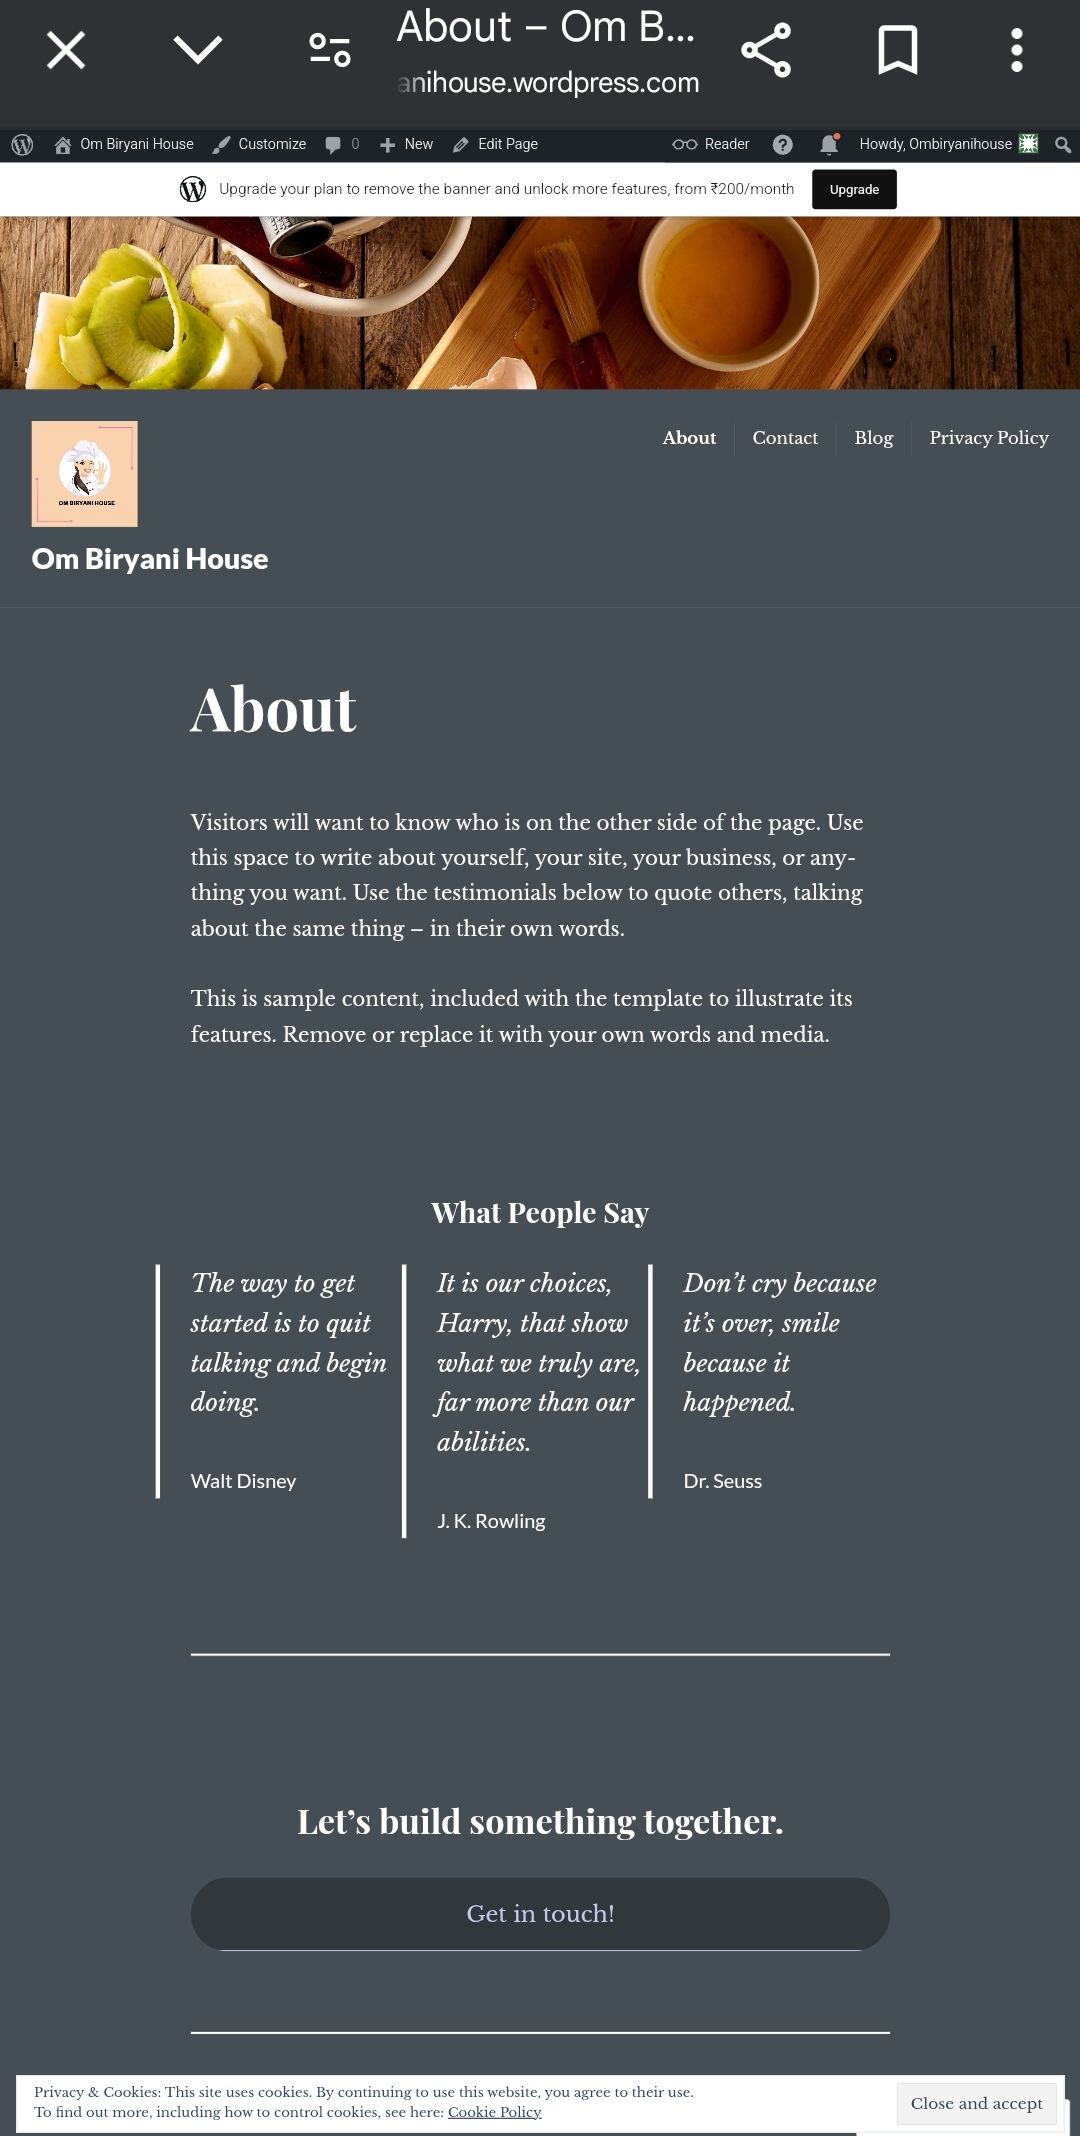 About – Om B...
anihouse.wordpress.com
Om Biryani House Customize 0 New Edit Page Reader Howdy, Ombiryanihouse
Upgrade your plan to remove the banner and unlock more features, from ₹200/month Upgrade
OM BIRYANI HOUSE
About Contact Blog Privacy Policy
Om Biryani House
About
Visitors will want to know who is on the other side of the page. Use
this space to write about yourself, your site, your business, or any-
thing you want. Use the testimonials below to quote others, talking
about the same thing – in their own words.
This is sample content, included with the template to illustrate its
features. Remove or replace it with your own words and media.
What People Say
The way to get
started is to quit
talking and begin
doing.
Walt Disney
It is our choices,
Harry, that show
what we truly are,
far more than our
abilities.
J. K. Rowling
Don’t cry because
it’s over, smile
because it
happened.
Dr. Seuss
Let’s build something together.
Get in touch!
Privacy & Cookies: This site uses cookies. By continuing to use this website, you agree to their use.
To find out more, including how to control cookies, see here: Cookie Policy
Close and accept